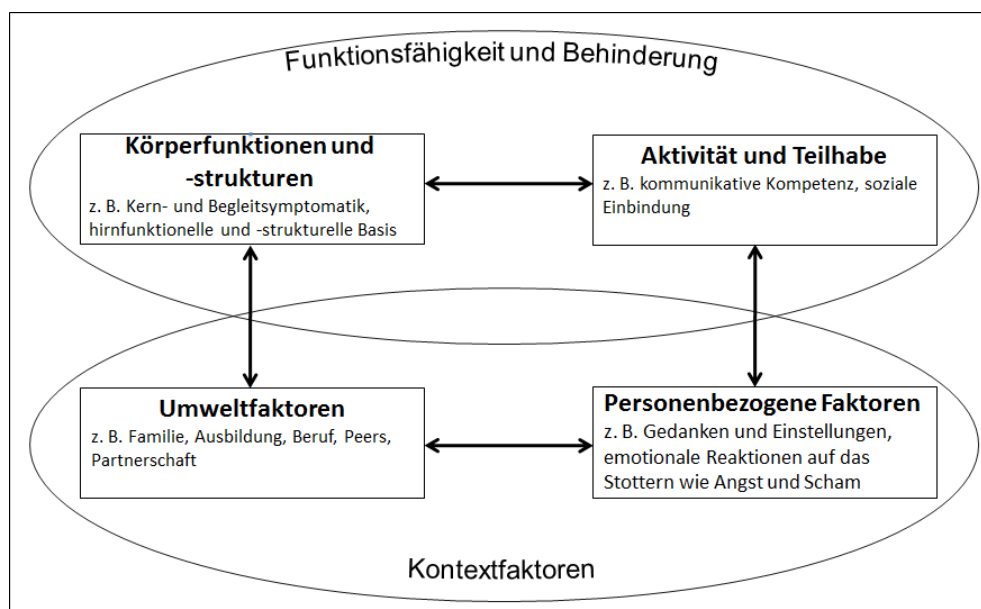 Funktionsfähigkeit und Behinderung
Körperfunktionen und
-strukturen
z. B. Kern- und Begleitsymptomatik,
hirnfunktionelle und -strukturelle Basis
Aktivität und Teilhabe
z. B. kommunikative Kompetenz, soziale
Einbindung
Umweltfaktoren
z. B. Familie, Ausbildung, Beruf, Peers,
Partnerschaft
Personenbezogene Faktoren
z. B. Gedanken und Einstellungen,
emotionale Reaktionen auf das
Stottern wie Angst und Scham
Kontextfaktoren